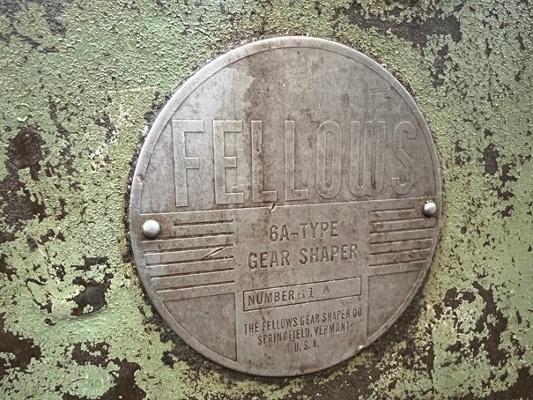 FELLOWS
6A-TYPE
GEAR SHAPER
NUMBER 61 A
THE FELLOWS GEAR SHAPER CO
SPRINGFIELD, VERMONT,
U.S.A.